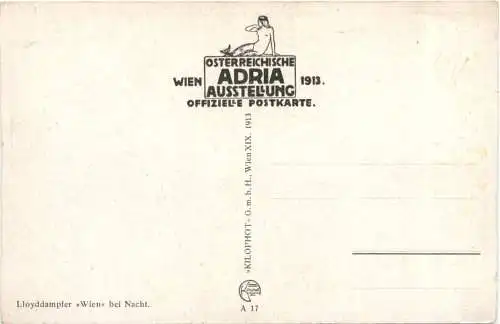 ÖSTERREICHISCHE
WIEN ADRIA 1913.
AUSSTELLUNG
OFFIZIELLE POSTKARTE.
»KILOPHOT« G. m. b. H., Wien XIX. 1913
Lloyddampfer »Wien« bei Nacht.
A 17